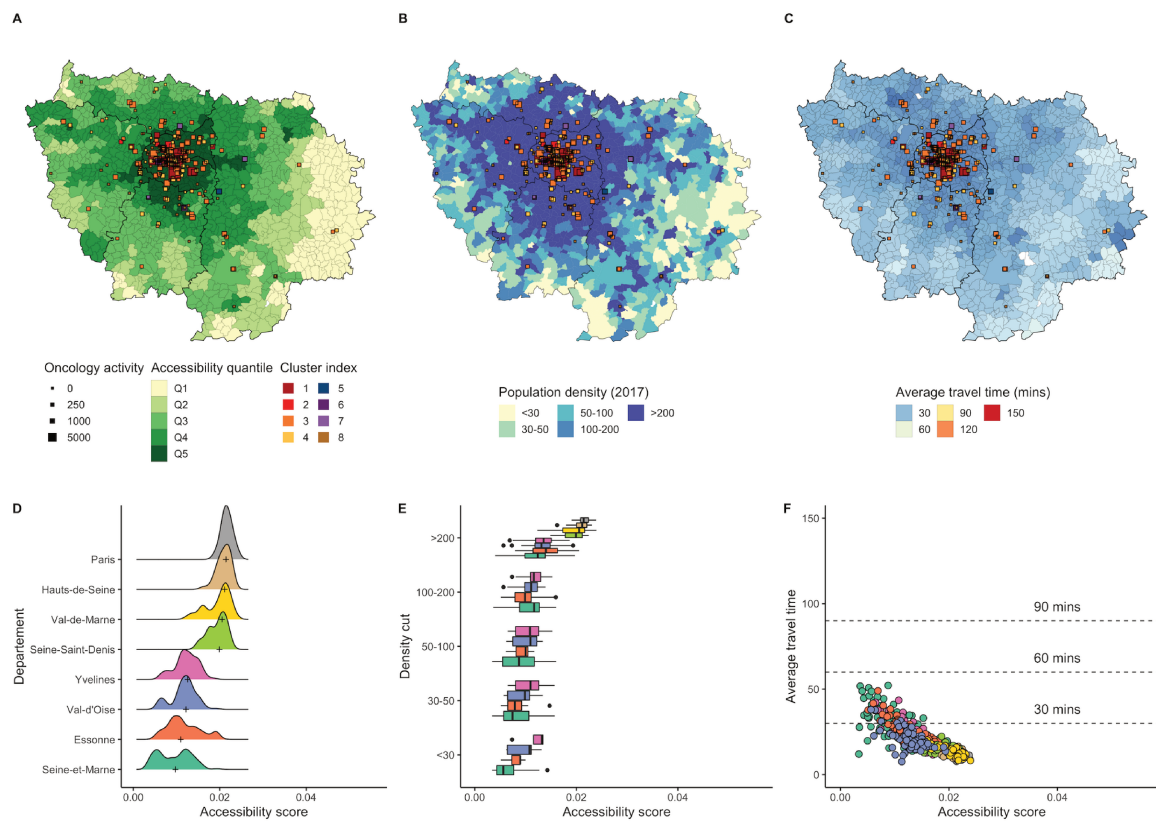 A
B
C
Oncology activity
0
250
1000
5000
Accessibility quantile
Q1
Q2
Q3
Q4
Q5
Cluster index
1
2
3
4
5
6
7
8
Population density (2017)
<30
30-50
50-100
100-200
>200
Average travel time (mins)
30
60
90
120
150
D
Departement
Paris
Hauts-de-Seine
Val-de-Marne
Seine-Saint-Denis
Yvelines
Val-d'Oise
Essonne
Seine-et-Marne
0.00
0.02
0.04
Accessibility score
E
Density cut
>200
100-200
50-100
30-50
<30
0.00
0.02
0.04
Accessibility score
F
Average travel time
150
100
50
0
90 mins
60 mins
30 mins
0.00
0.02
0.04
Accessibility score